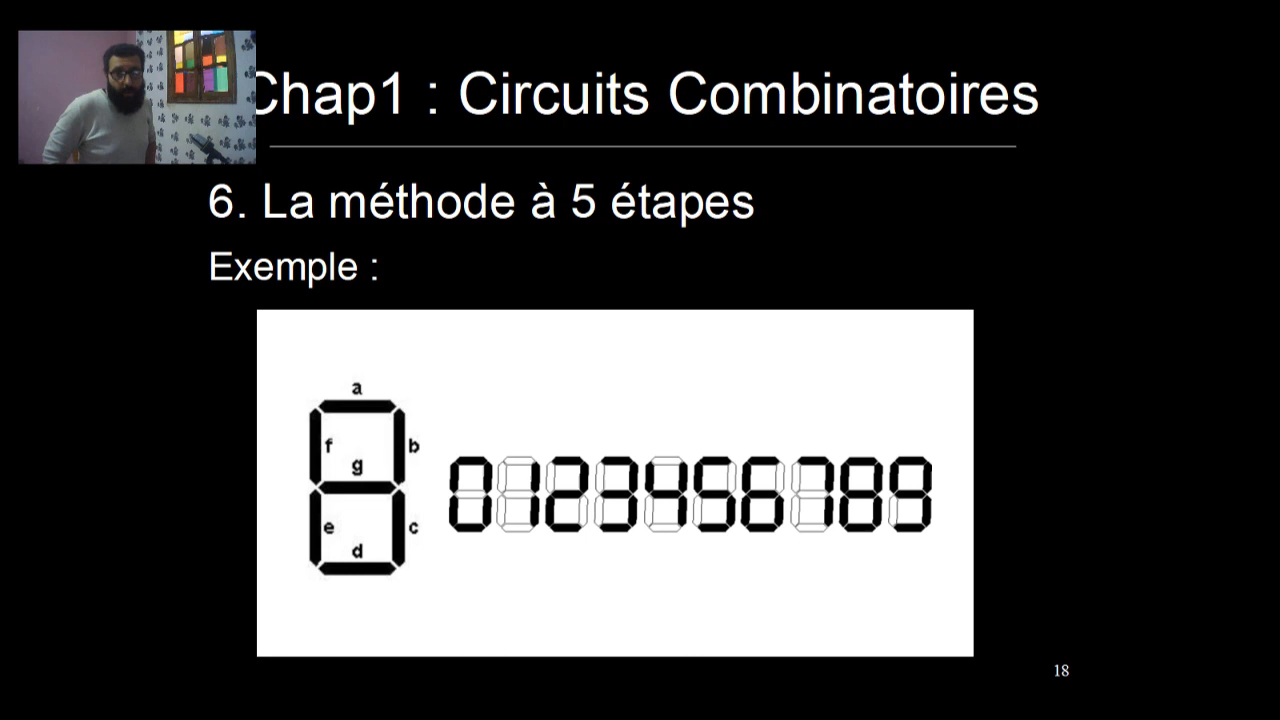 Chap1 : Circuits Combinatoires
6. La méthode à 5 étapes
Exemple :
a
f
b
g
e
c
d
0123456789
18